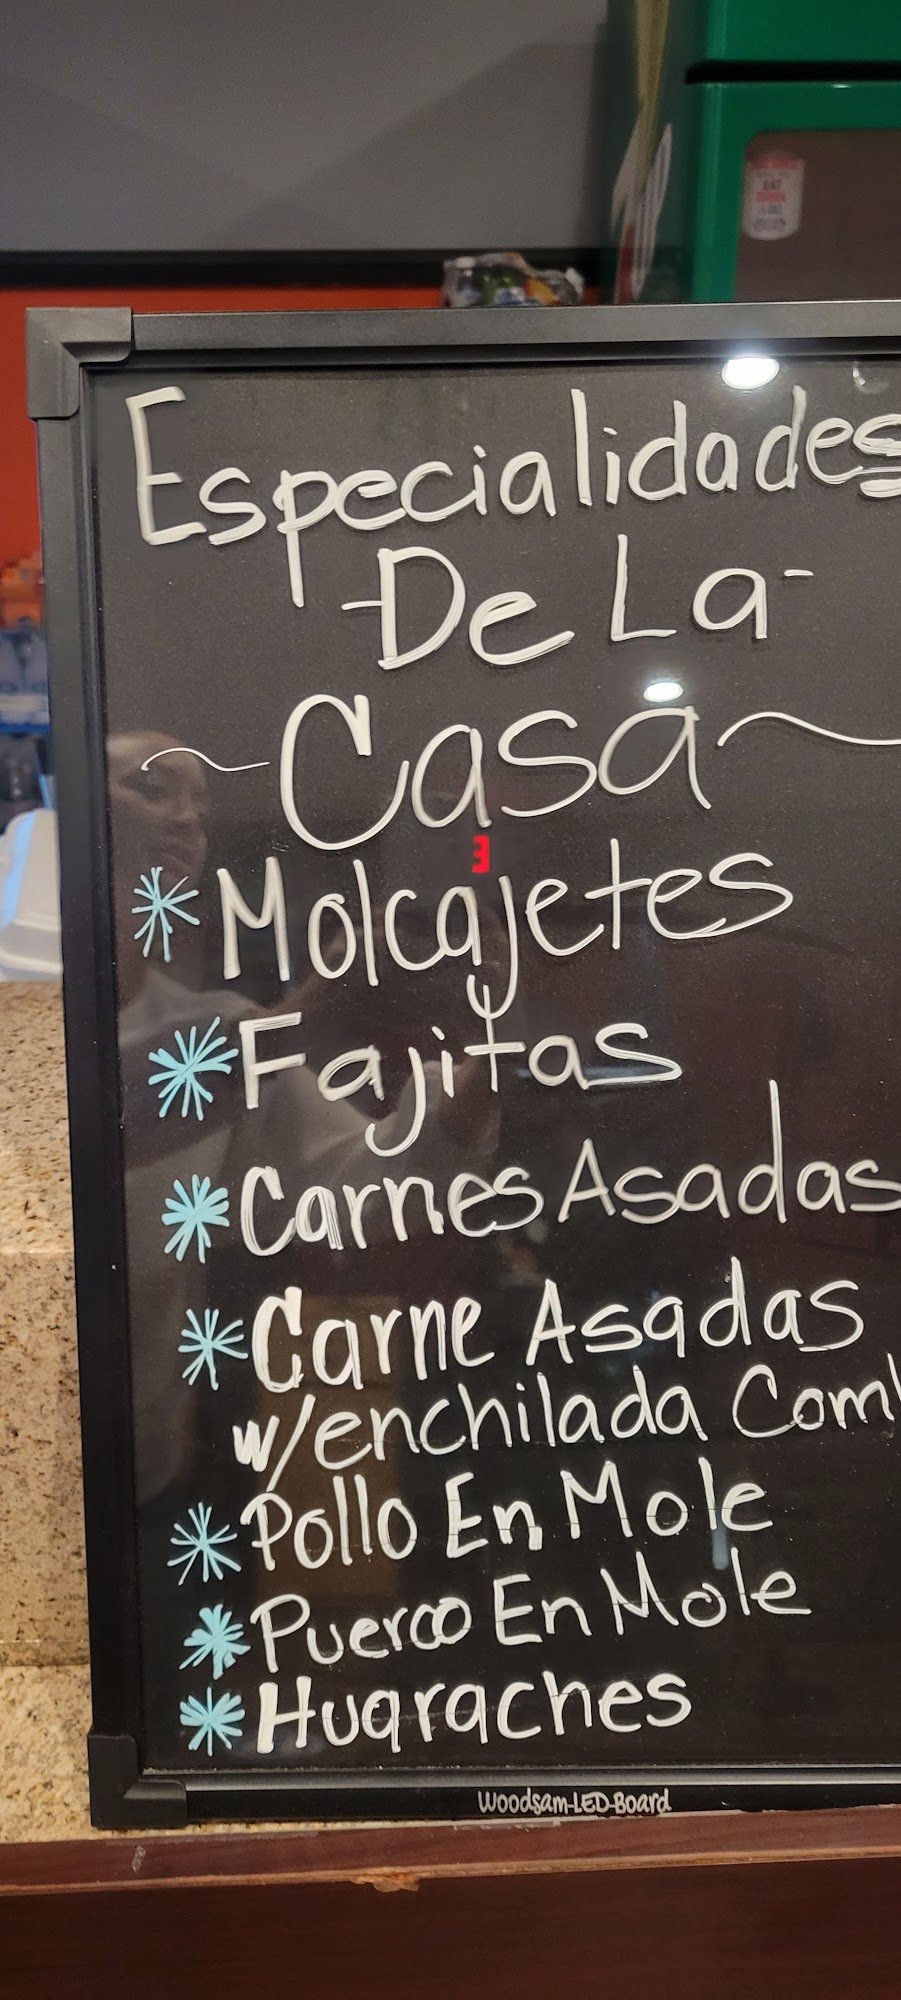 Especialidades
De La
~Casa~
* Molcajetes
* Fajitas
* Carnes Asadas
* Carne Asadas
w/enchilada
* Pollo En Mole
* Puerco En Mole
* Huaraches
Woodsam-LED-Board